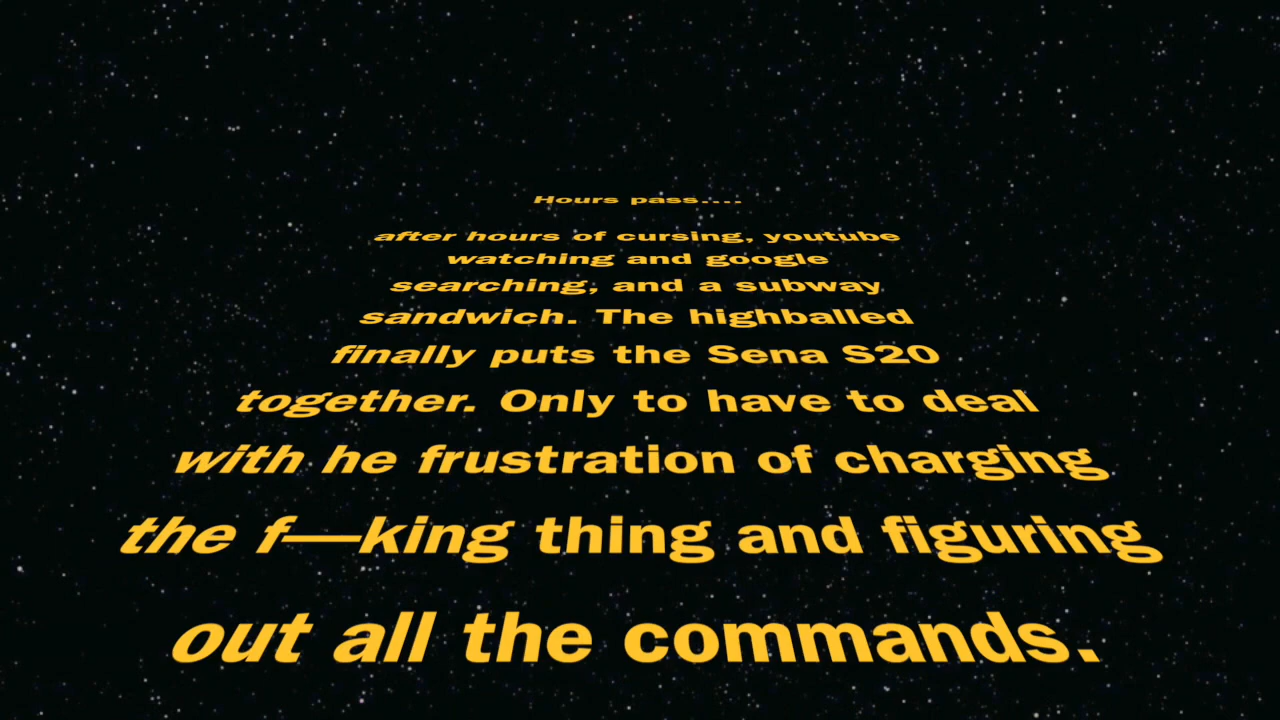 Hours pass....
after hours of cursing, youtube
watching and google
searching, and a subway
sandwich. The highballed
finally puts the Sena S20
together. Only to have to deal
with he frustration of charging
the f—king thing and figuring
out all the commands.